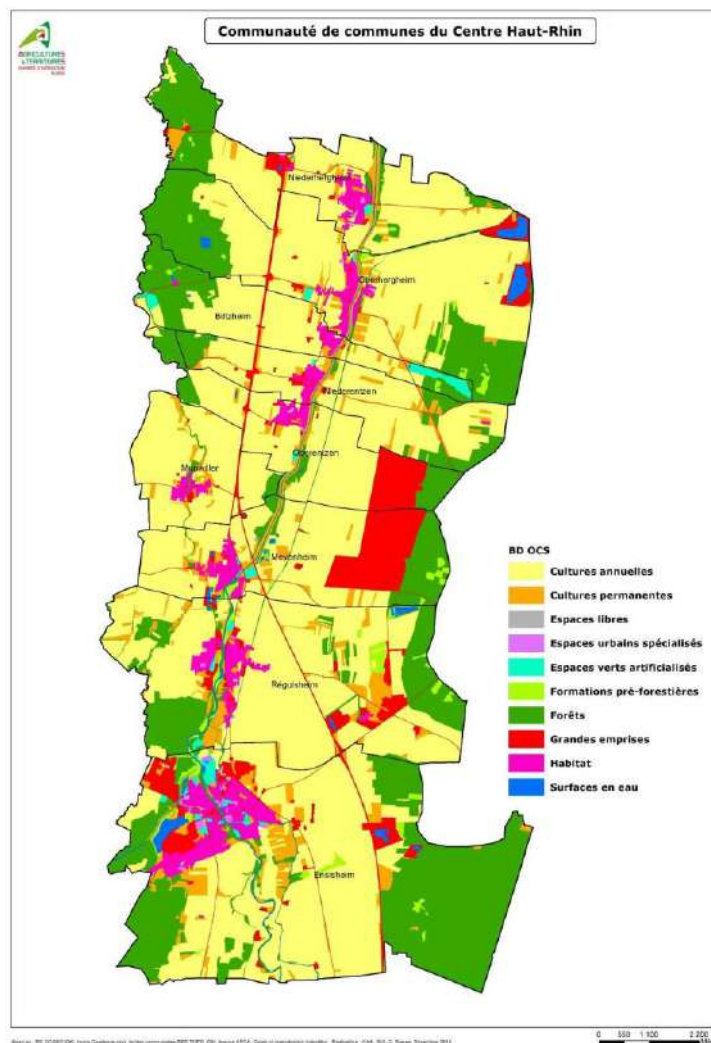 Communauté de communes du Centre Haut-Rhin
AGRICULTURES
& TERRITOIRES
Niederhergheim
Oberhergheim
Biltzheim
Niederentzen
Oberentzen
Munwiller
Meyenheim
Réguisheim
Ensisheim
BD OCS
Cultures annuelles
Cultures permanentes
Espaces libres
Espaces urbains spécialisés
Espaces verts artificialisés
Formations pré-forestières
Forêts
Grandes emprises
Habitat
Surfaces en eau
0 550 1 100 2 200